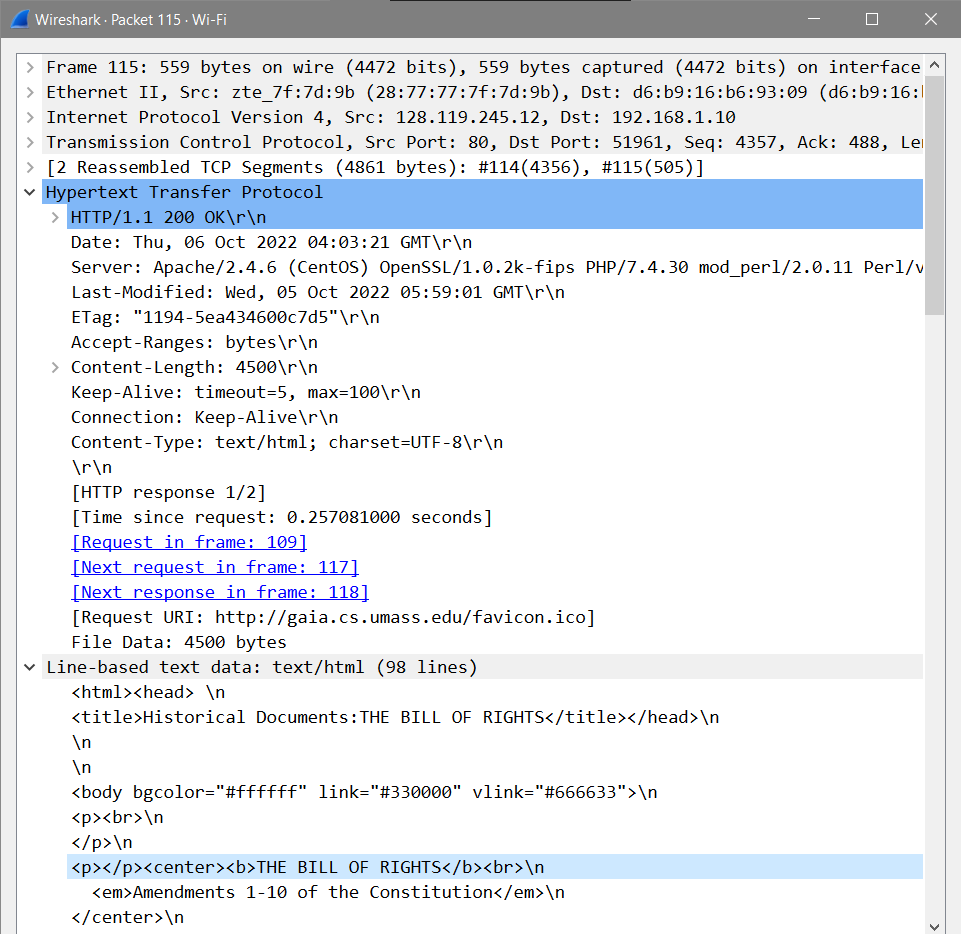 Wireshark · Packet 115 · Wi-Fi
Frame 115: 559 bytes on wire (4472 bits), 559 bytes captured (4472 bits) on interface
Ethernet II, Src: zte_7f:7d:9b (28:77:77:7f:7d:9b), Dst: d6:b9:16:b6:93:09 (d6:b9:16:
Internet Protocol Version 4, Src: 128.119.245.12, Dst: 192.168.1.10
Transmission Control Protocol, Src Port: 80, Dst Port: 51961, Seq: 4357, Ack: 488, Le
[2 Reassembled TCP Segments (4861 bytes): #114(4356), #115(505)]
Hypertext Transfer Protocol
HTTP/1.1 200 OK\r\n
Date: Thu, 06 Oct 2022 04:03:21 GMT\r\n
Server: Apache/2.4.6 (CentOS) OpenSSL/1.0.2k-fips PHP/7.4.30 mod_perl/2.0.11 Perl/v
Last-Modified: Wed, 05 Oct 2022 05:59:01 GMT\r\n
ETag: "1194-5ea434600c7d5"\r\n
Accept-Ranges: bytes\r\n
Content-Length: 4500\r\n
Keep-Alive: timeout=5, max=100\r\n
Connection: Keep-Alive\r\n
Content-Type: text/html; charset=UTF-8\r\n
\r\n
[HTTP response 1/2]
[Time since request: 0.257081000 seconds]
[Request in frame: 109]
[Next request in frame: 117]
[Next response in frame: 118]
[Request URI: http://gaia.cs.umass.edu/favicon.ico]
File Data: 4500 bytes
Line-based text data: text/html (98 lines)
<html><head> \n
<title>Historical Documents:THE BILL OF RIGHTS</title></head>\n
\n
\n
<body bgcolor="#ffffff" link="#330000" vlink="#666633">\n
<p><br>\n
</p>\n
<p></p><center><b>THE BILL OF RIGHTS</b><br>\n
<em>Amendments 1-10 of the Constitution</em>\n
</center>\n